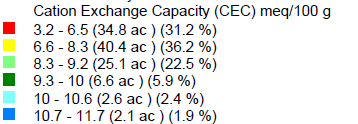 Cation Exchange Capacity (CEC) meq/100 g
3.2 - 6.5 (34.8 ac ) (31.2 %)
6.6 - 8.3 (40.4 ac ) (36.2 %)
8.3 - 9.2 (25.1 ac ) (22.5 %)
9.3 - 10 (6.6 ac ) (5.9 %)
10 - 10.6 (2.6 ac ) (2.4 %)
10.7 - 11.7 (2.1 ac ) (1.9 %)